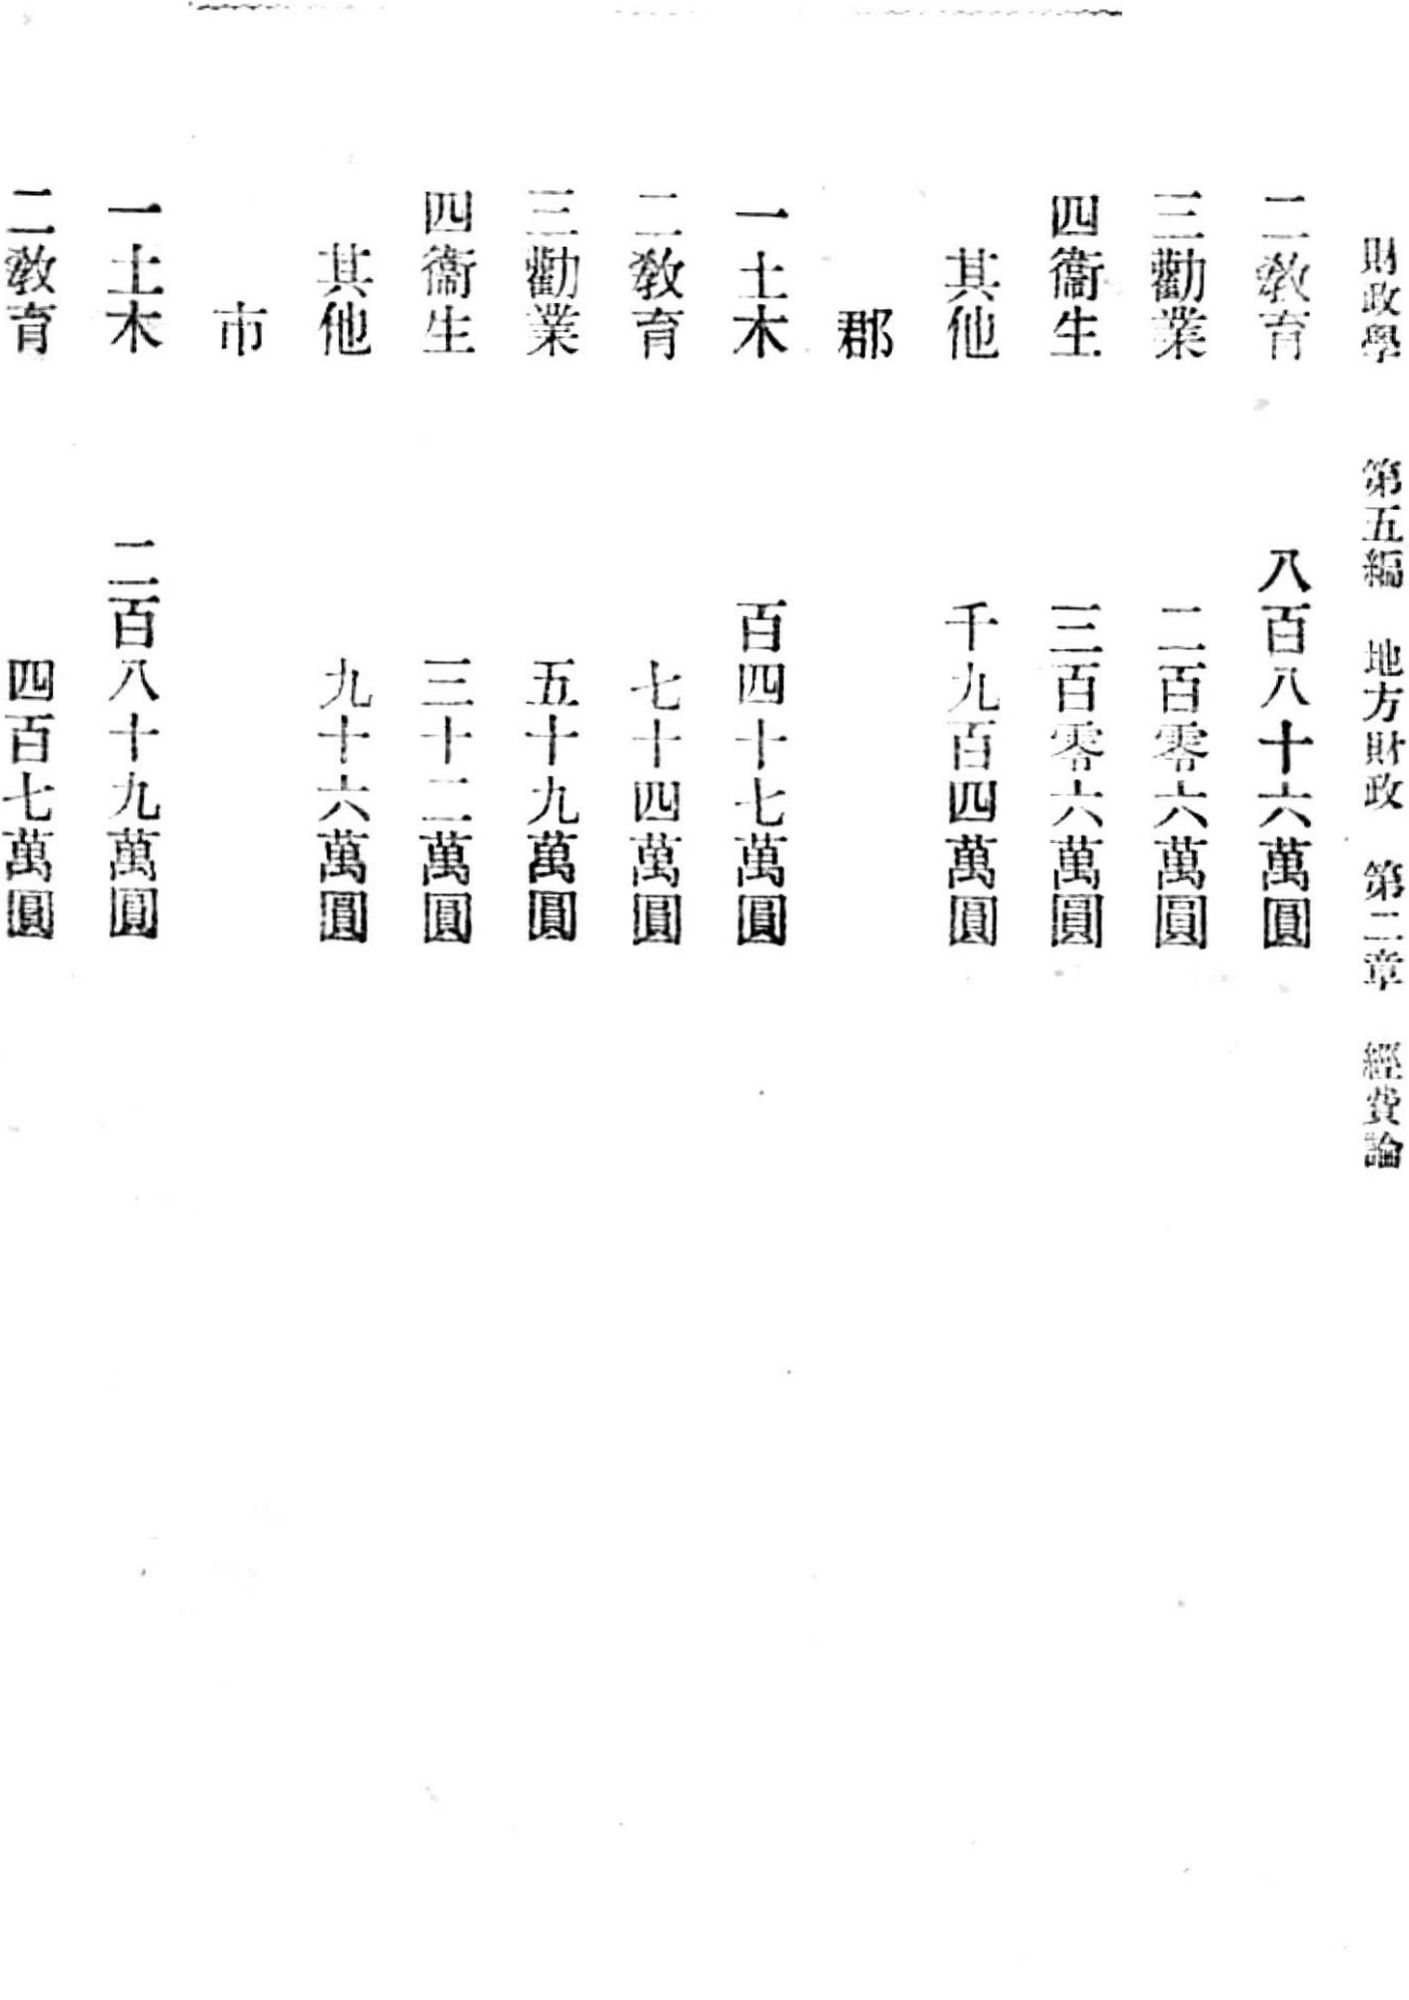 財政學　第五編　地方財政　第二章　經費論
二敎育　八百八十六萬圓
三勸業　二百零六萬圓
四衞生　三百零六萬圓
其他　千九百四萬圓
郡
一土木　百四十七萬圓
二敎育　七十四萬圓
三勸業　五十九萬圓
四衞生　三十二萬圓
其他　九十六萬圓
市
一土木　二百八十九萬圓
二敎育　四百七萬圓